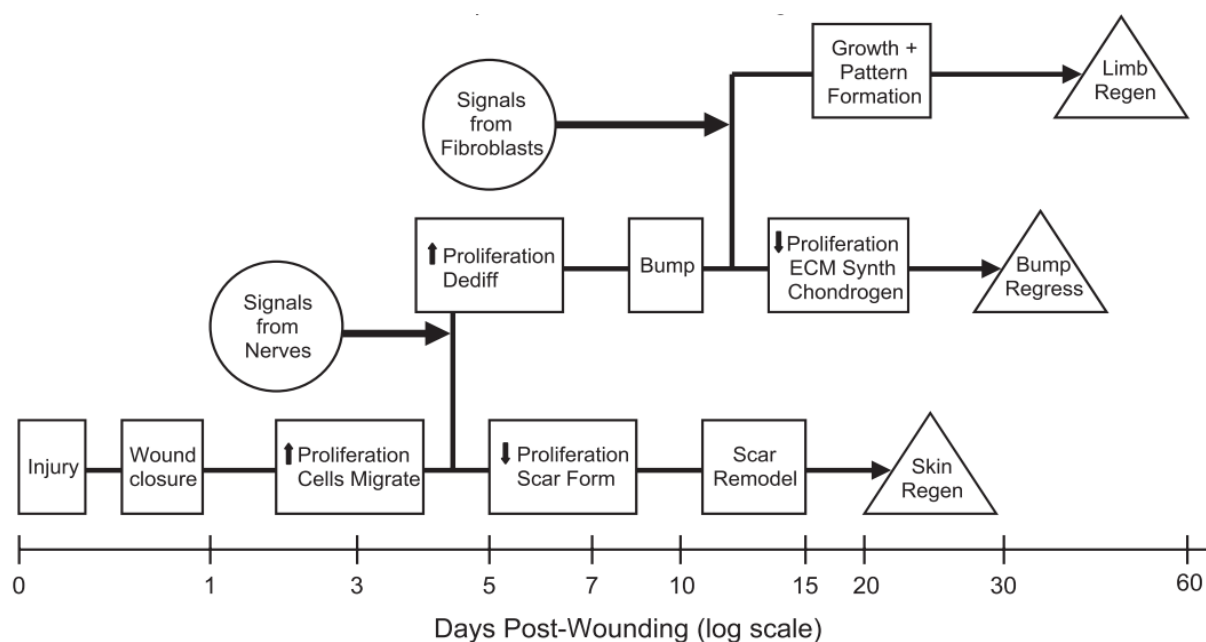 Growth +
Pattern
Formation
Limb
Regen
Signals
from
Fibroblasts
Proliferation
Dediff
Bump
Proliferation
ECM Synth
Chondrogen
Bump
Regress
Signals
from
Nerves
Injury
Wound
closure
Proliferation
Cells Migrate
Proliferation
Scar Form
Scar
Remodel
Skin
Regen
0 1 3 5 7 10 15 20 30 60
Days Post-Wounding (log scale)